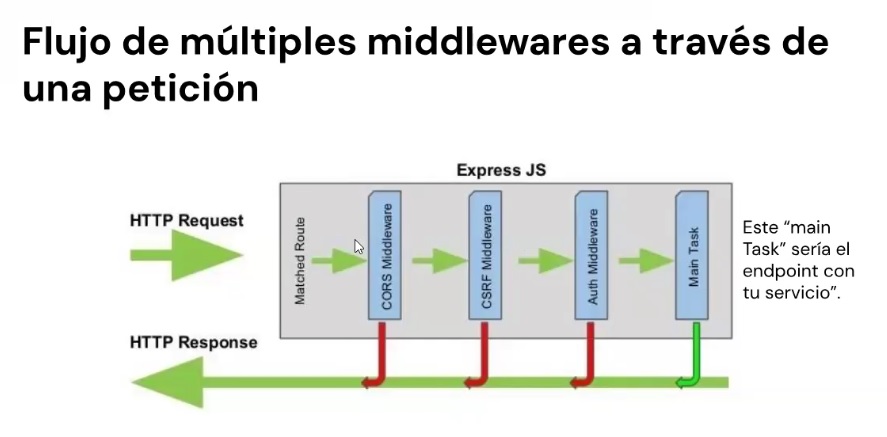 Flujo de múltiples middlewares a través de
una petición
Express JS
HTTP Request
Matched Route
CORS Middleware
CSRF Middleware
Auth Middleware
Main Task
Este “main
Task” sería el
endpoint con
tu servicio”.
HTTP Response